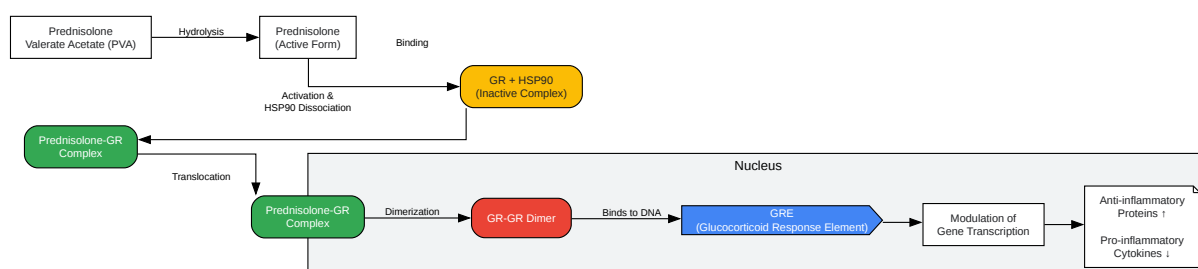 Prednisolone
Valerate Acetate (PVA)
Hydrolysis
Prednisolone
(Active Form)
Binding
GR + HSP90
(Inactive Complex)
Activation &
HSP90 Dissociation
Prednisolone-GR
Complex
Translocation
Nucleus
Prednisolone-GR
Complex
Dimerization
GR-GR Dimer
Binds to DNA
GRE
(Glucocorticoid Response Element)
Modulation of
Gene Transcription
Anti-inflammatory
Proteins ↑
Pro-inflammatory
Cytokines ↓